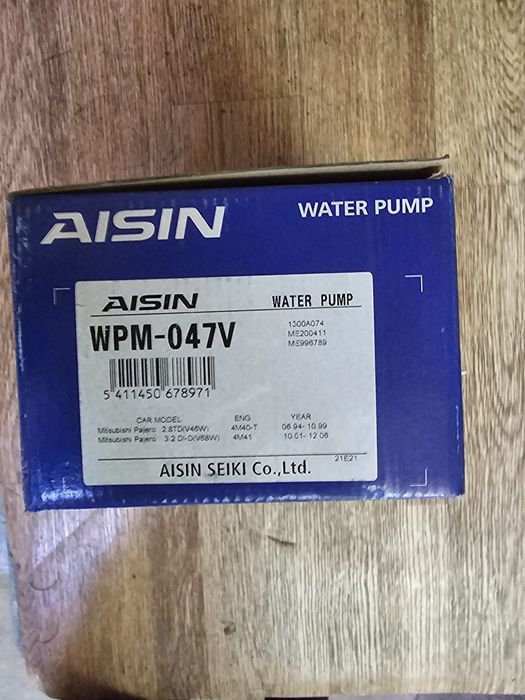 AISIN WATER PUMP
AISIN WATER PUMP
WPM-047V
1300A074
ME200411
ME996789
5 411450 678971
CAR MODEL ENG YEAR
Mitsubishi Pajero 2.8TD(V46W) 4M40-T 06.94- 10.99
Mitsubishi Pajero 3.2 DI-D(V68W) 4M41 10.01- 12.06
21E21
AISIN SEIKI Co.,Ltd.